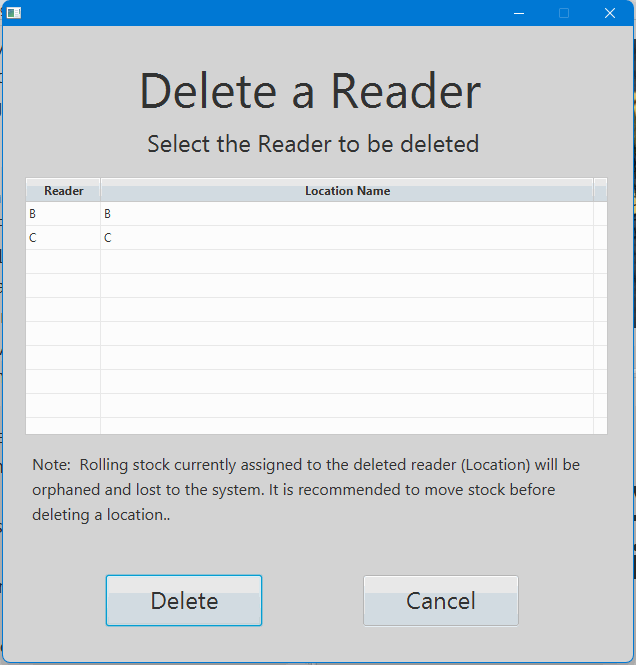 Delete a Reader
Select the Reader to be deleted
Reader Location Name
B B
C C
Note: Rolling stock currently assigned to the deleted reader (Location) will be
orphaned and lost to the system. It is recommended to move stock before
deleting a location..
Delete Cancel